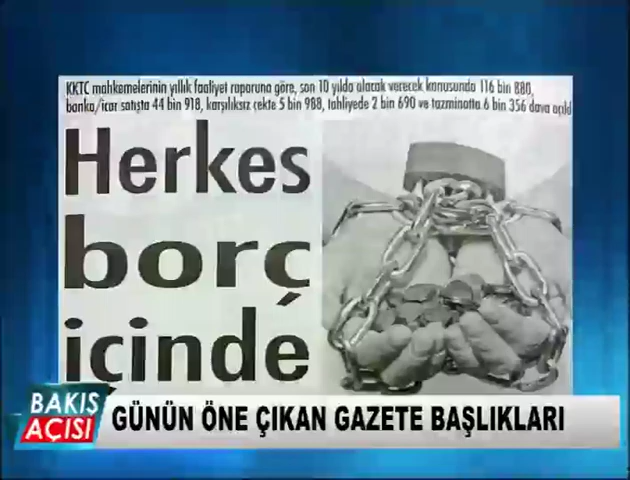 KKTC mahkemelerinin yıllık faaliyet raporuna göre, son 10 yılda alacak verecek konusunda 116 bin 880,
banka/icar satışta 44 bin 918, karşılıksız çekte 5 bin 988, tahliyede 2 bin 690 ve tazminatta 6 bin 356 dava açıld
Herkes
borç
içinde
BAKIŞ
AÇISI
GÜNÜN ÖNE ÇIKAN GAZETE BAŞLIKLARI